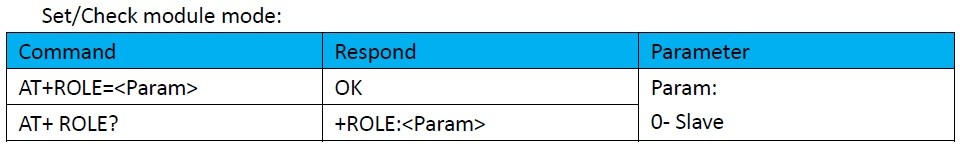 Set/Check module mode:
Command Respond Parameter
AT+ROLE=<Param> OK Param:
AT+ ROLE? +ROLE:<Param> 0- Slave